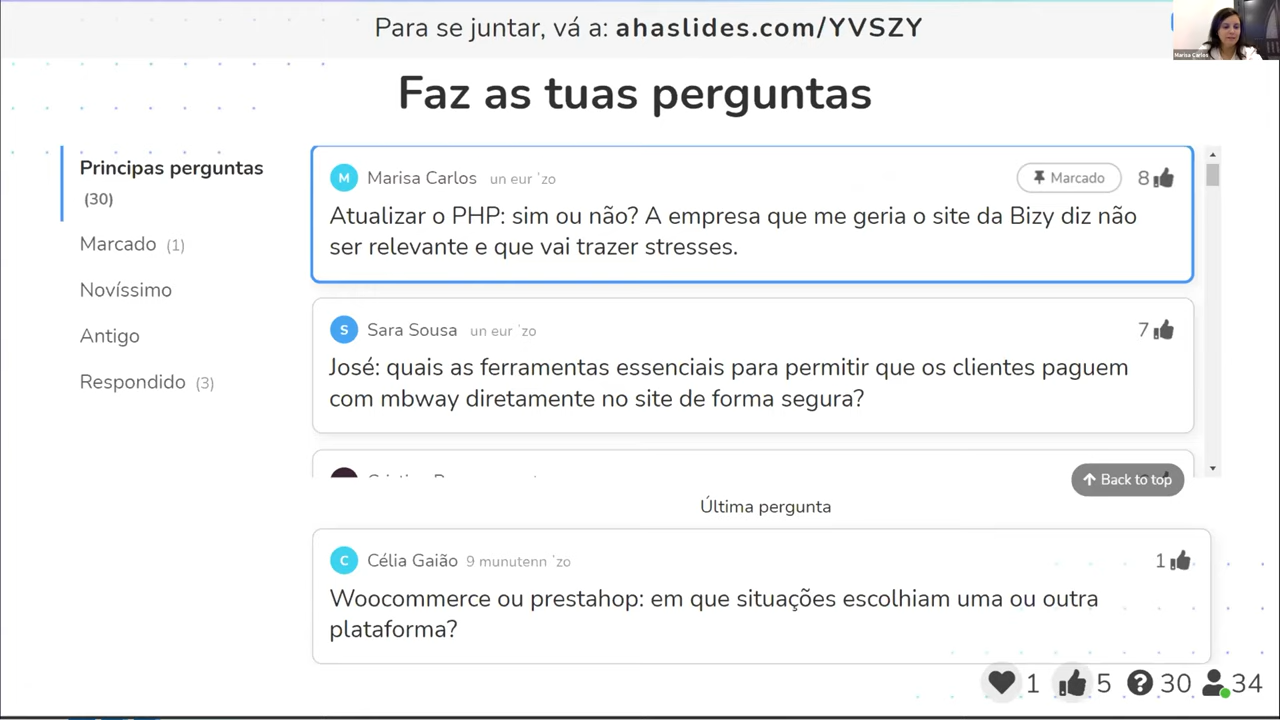 Para se juntar, vá a: ahaslides.com/YVSZY
Marisa Carlos
Faz as tuas perguntas
Principas perguntas
(30)
Marcado (1)
Novíssimo
Antigo
Respondido (3)
M Marisa Carlos un eur ʼzo Marcado 8
Atualizar o PHP: sim ou não? A empresa que me geria o site da Bizy diz não
ser relevante e que vai trazer stresses.
S Sara Sousa un eur ʼzo 7
José: quais as ferramentas essenciais para permitir que os clientes paguem
com mbway diretamente no site de forma segura?
Back to top
Última pergunta
C Célia Gaião 9 munutenn ʼzo 1
Woocommerce ou prestahop: em que situações escolhiam uma ou outra
plataforma?
1 5 30 34